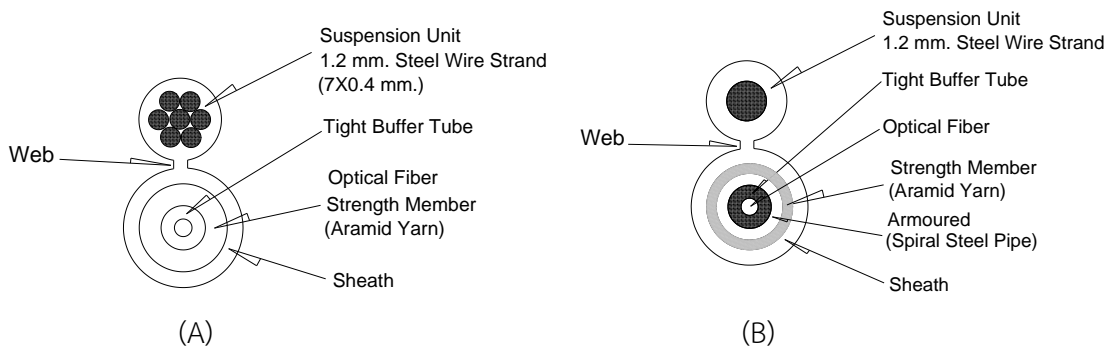 Suspension Unit
1.2 mm. Steel Wire Strand
(7X0.4 mm.)
Tight Buffer Tube
Web
Optical Fiber
Strength Member
(Aramid Yarn)
Sheath
(A)
Suspension Unit
1.2 mm. Steel Wire Strand
Tight Buffer Tube
Optical Fiber
Web
Strength Member
(Aramid Yarn)
Armoured
(Spiral Steel Pipe)
Sheath
(B)